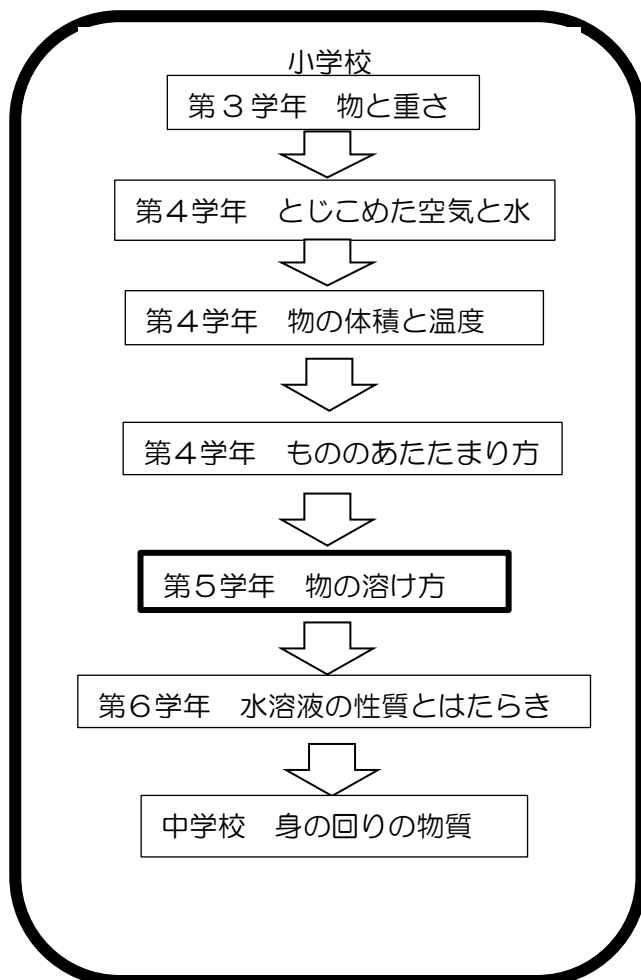 小学校
第３学年　物と重さ
第４学年　とじこめた空気と水
第４学年　物の体積と温度
第４学年　もののあたたまり方
第５学年　物の溶け方
第６学年　水溶液の性質とはたらき
中学校　身の回りの物質